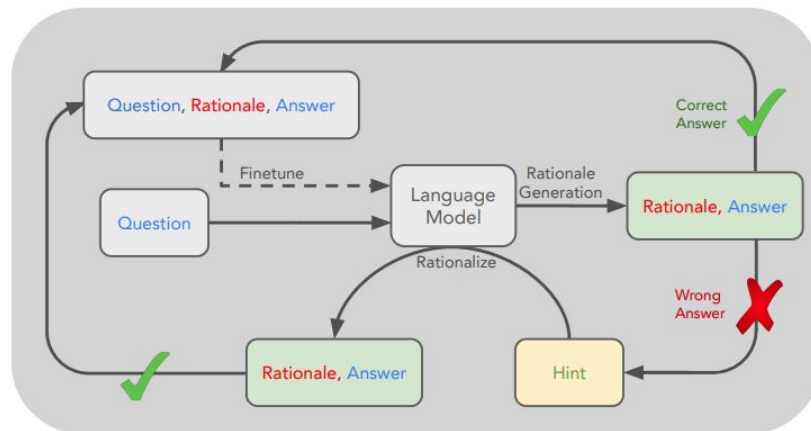 Question, Rationale, Answer
Correct
Answer
Finetune
Language
Model
Rationale
Generation
Question
Rationale, Answer
Rationalize
Wrong
Answer
Rationale, Answer
Hint